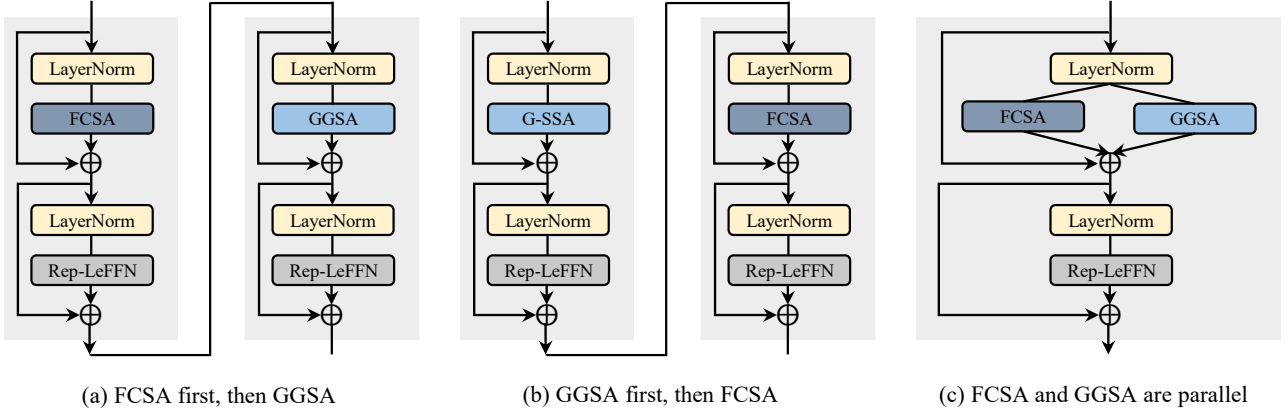 LayerNorm
FCSA
LayerNorm
Rep-LeFFN
LayerNorm
GGSA
LayerNorm
Rep-LeFFN
(a) FCSA first, then GGSA
LayerNorm
G-SSA
LayerNorm
Rep-LeFFN
LayerNorm
FCSA
LayerNorm
Rep-LeFFN
(b) GGSA first, then FCSA
LayerNorm
FCSA
GGSA
LayerNorm
Rep-LeFFN
(c) FCSA and GGSA are parallel